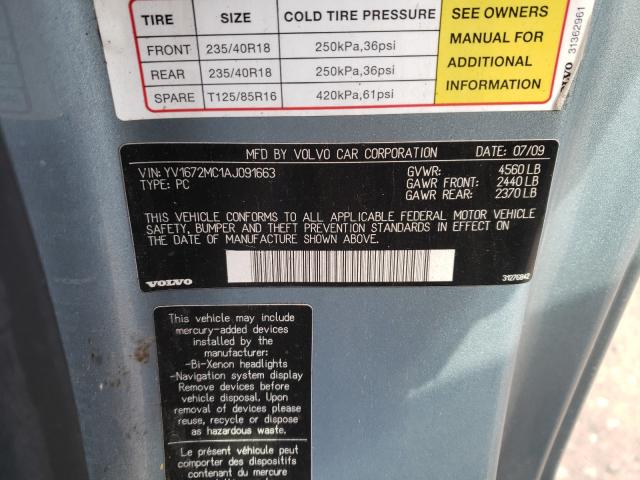 TIRE SIZE COLD TIRE PRESSURE
FRONT 235/40R18 250kPa,36psi
REAR 235/40R18 250kPa,36psi
SPARE T125/85R16 420kPa,61psi
SEE OWNERS
MANUAL FOR
ADDITIONAL
INFORMATION
VOLVO 31362961
MFD BY VOLVO CAR CORPORATION DATE: 07/09
VIN: YV1672MC1AJ091663 GVWR: 4560 LB
TYPE: PC GAWR FRONT: 2440 LB
GAWR REAR: 2370 LB
THIS VEHICLE CONFORMS TO ALL APPLICABLE FEDERAL MOTOR VEHICLE
SAFETY, BUMPER AND THEFT PREVENTION STANDARDS IN EFFECT ON
THE DATE OF MANUFACTURE SHOWN ABOVE.
VOLVO 31276842
This vehicle may include
mercury-added devices
installed by the
manufacturer:
-Bi-Xenon headlights
-Navigation system display
Remove devices before
vehicle disposal. Upon
removal of devices please
reuse, recycle or dispose
as hazardous waste.
Le présent véhicule peut
comporter des dispositifs
contenant du mercure